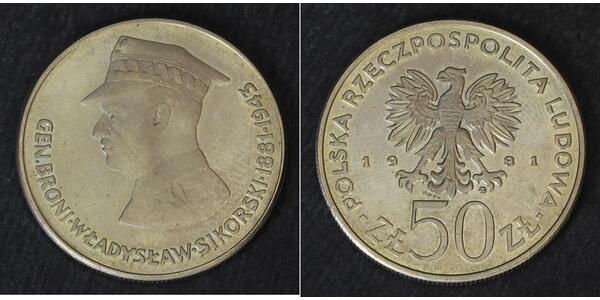 GEN. BRONI · WŁADYSŁAW · SIKORSKI · 1881-1943
· POLSKA RZECZPOSPOLITA LUDOWA ·
1981
ZŁ 50 ZŁ